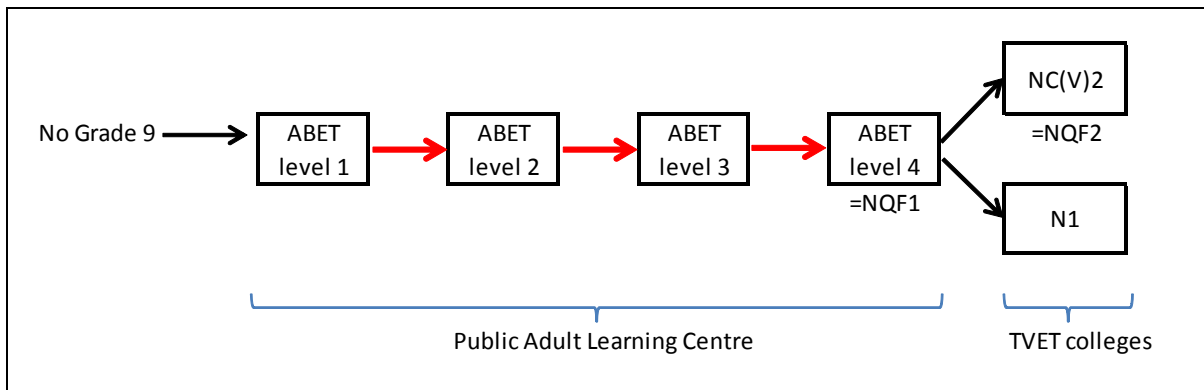 No Grade 9
ABET
level 1
ABET
level 2
ABET
level 3
ABET
level 4
=NQF1
NC(V)2
=NQF2
N1
Public Adult Learning Centre
TVET colleges